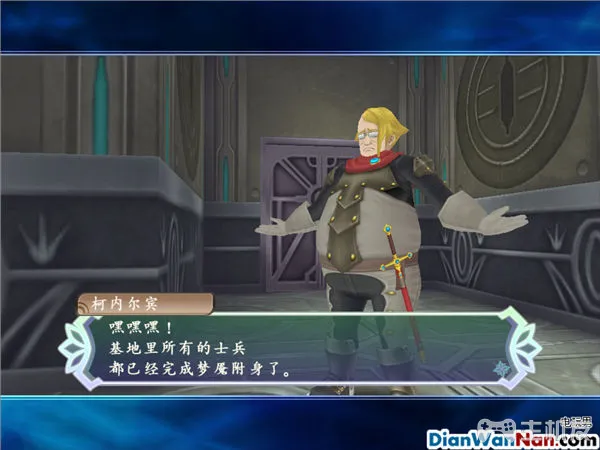 柯内尔宾
嘿嘿嘿！
基地里所有的士兵
都已经完成梦魇附身了。
电玩男
DianWanNan.com